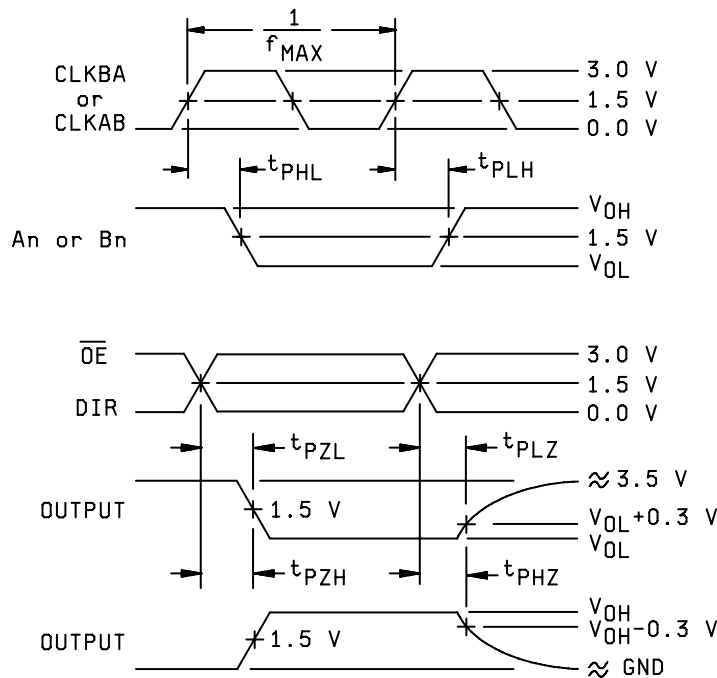 1
fMAX
CLKBA
or
CLKAB
3.0 V
1.5 V
0.0 V
tPHL
tPLH
An or Bn
VOH
1.5 V
VOL
OE
DIR
3.0 V
1.5 V
0.0 V
tPZL
tPLZ
OUTPUT
1.5 V
≈ 3.5 V
VOL+0.3 V
VOL
tPZH
tPHZ
OUTPUT
1.5 V
VOH
VOH-0.3 V
≈ GND